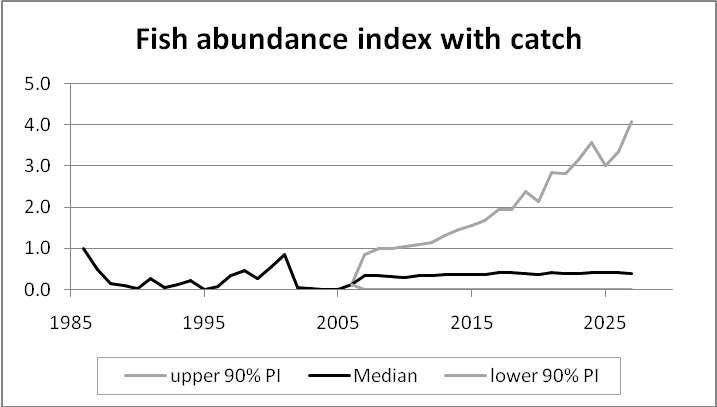 Fish abundance index with catch
5.0
4.0
3.0
2.0
1.0
0.0
1985 1995 2005 2015 2025
upper 90% PI Median lower 90% PI